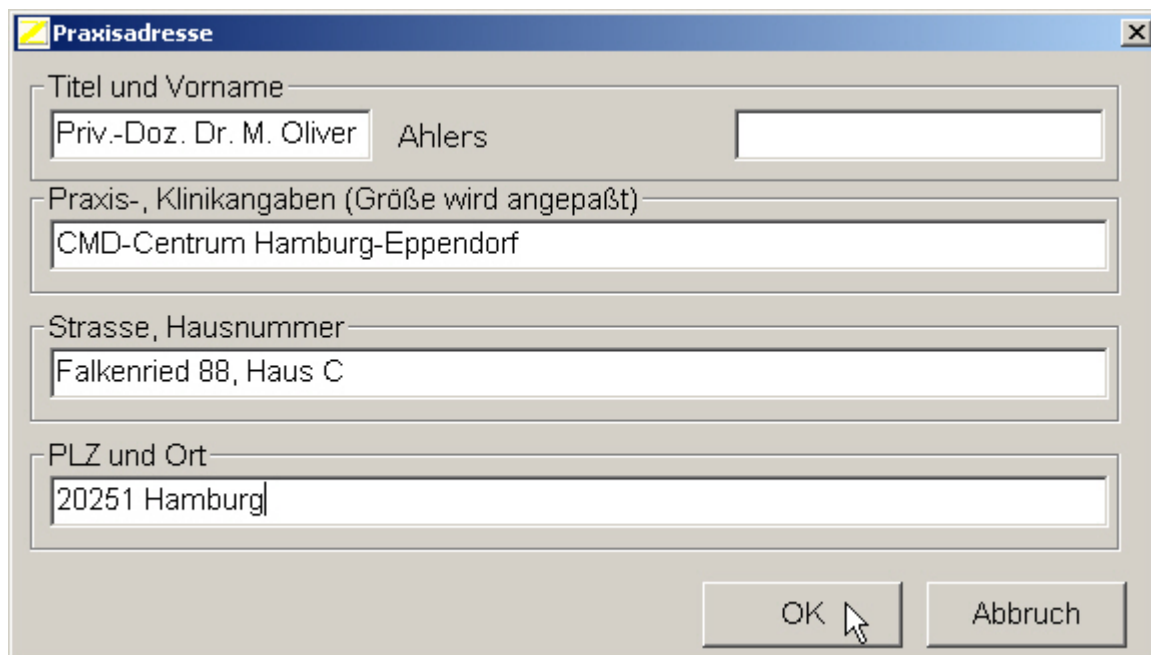 Praxisadresse
Titel und Vorname
Priv.-Doz. Dr. M. Oliver Ahlers
Praxis-, Klinikangaben (Größe wird angepaßt)
CMD-Centrum Hamburg-Eppendorf
Strasse, Hausnummer
Falkenried 88, Haus C
PLZ und Ort
20251 Hamburg
OK Abbruch